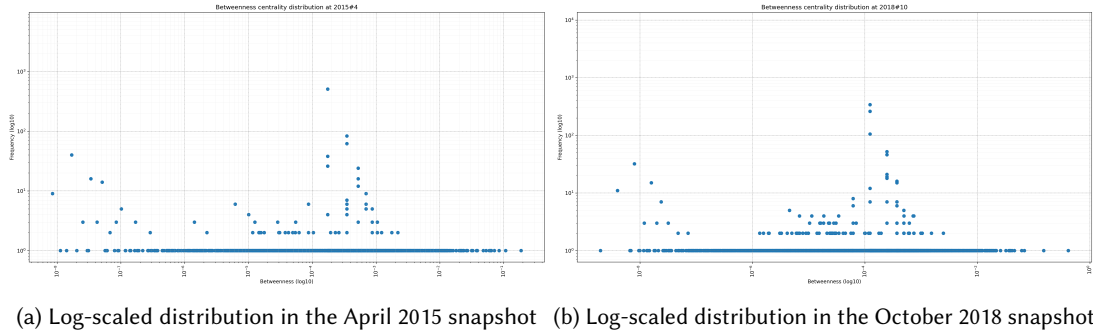 Betweenness centrality distribution at 2015#4
Frequency (log10)
Betweenness (log10)
Betweenness centrality distribution at 2018#10
Frequency (log10)
Betweenness (log10)
(a) Log-scaled distribution in the April 2015 snapshot
(b) Log-scaled distribution in the October 2018 snapshot